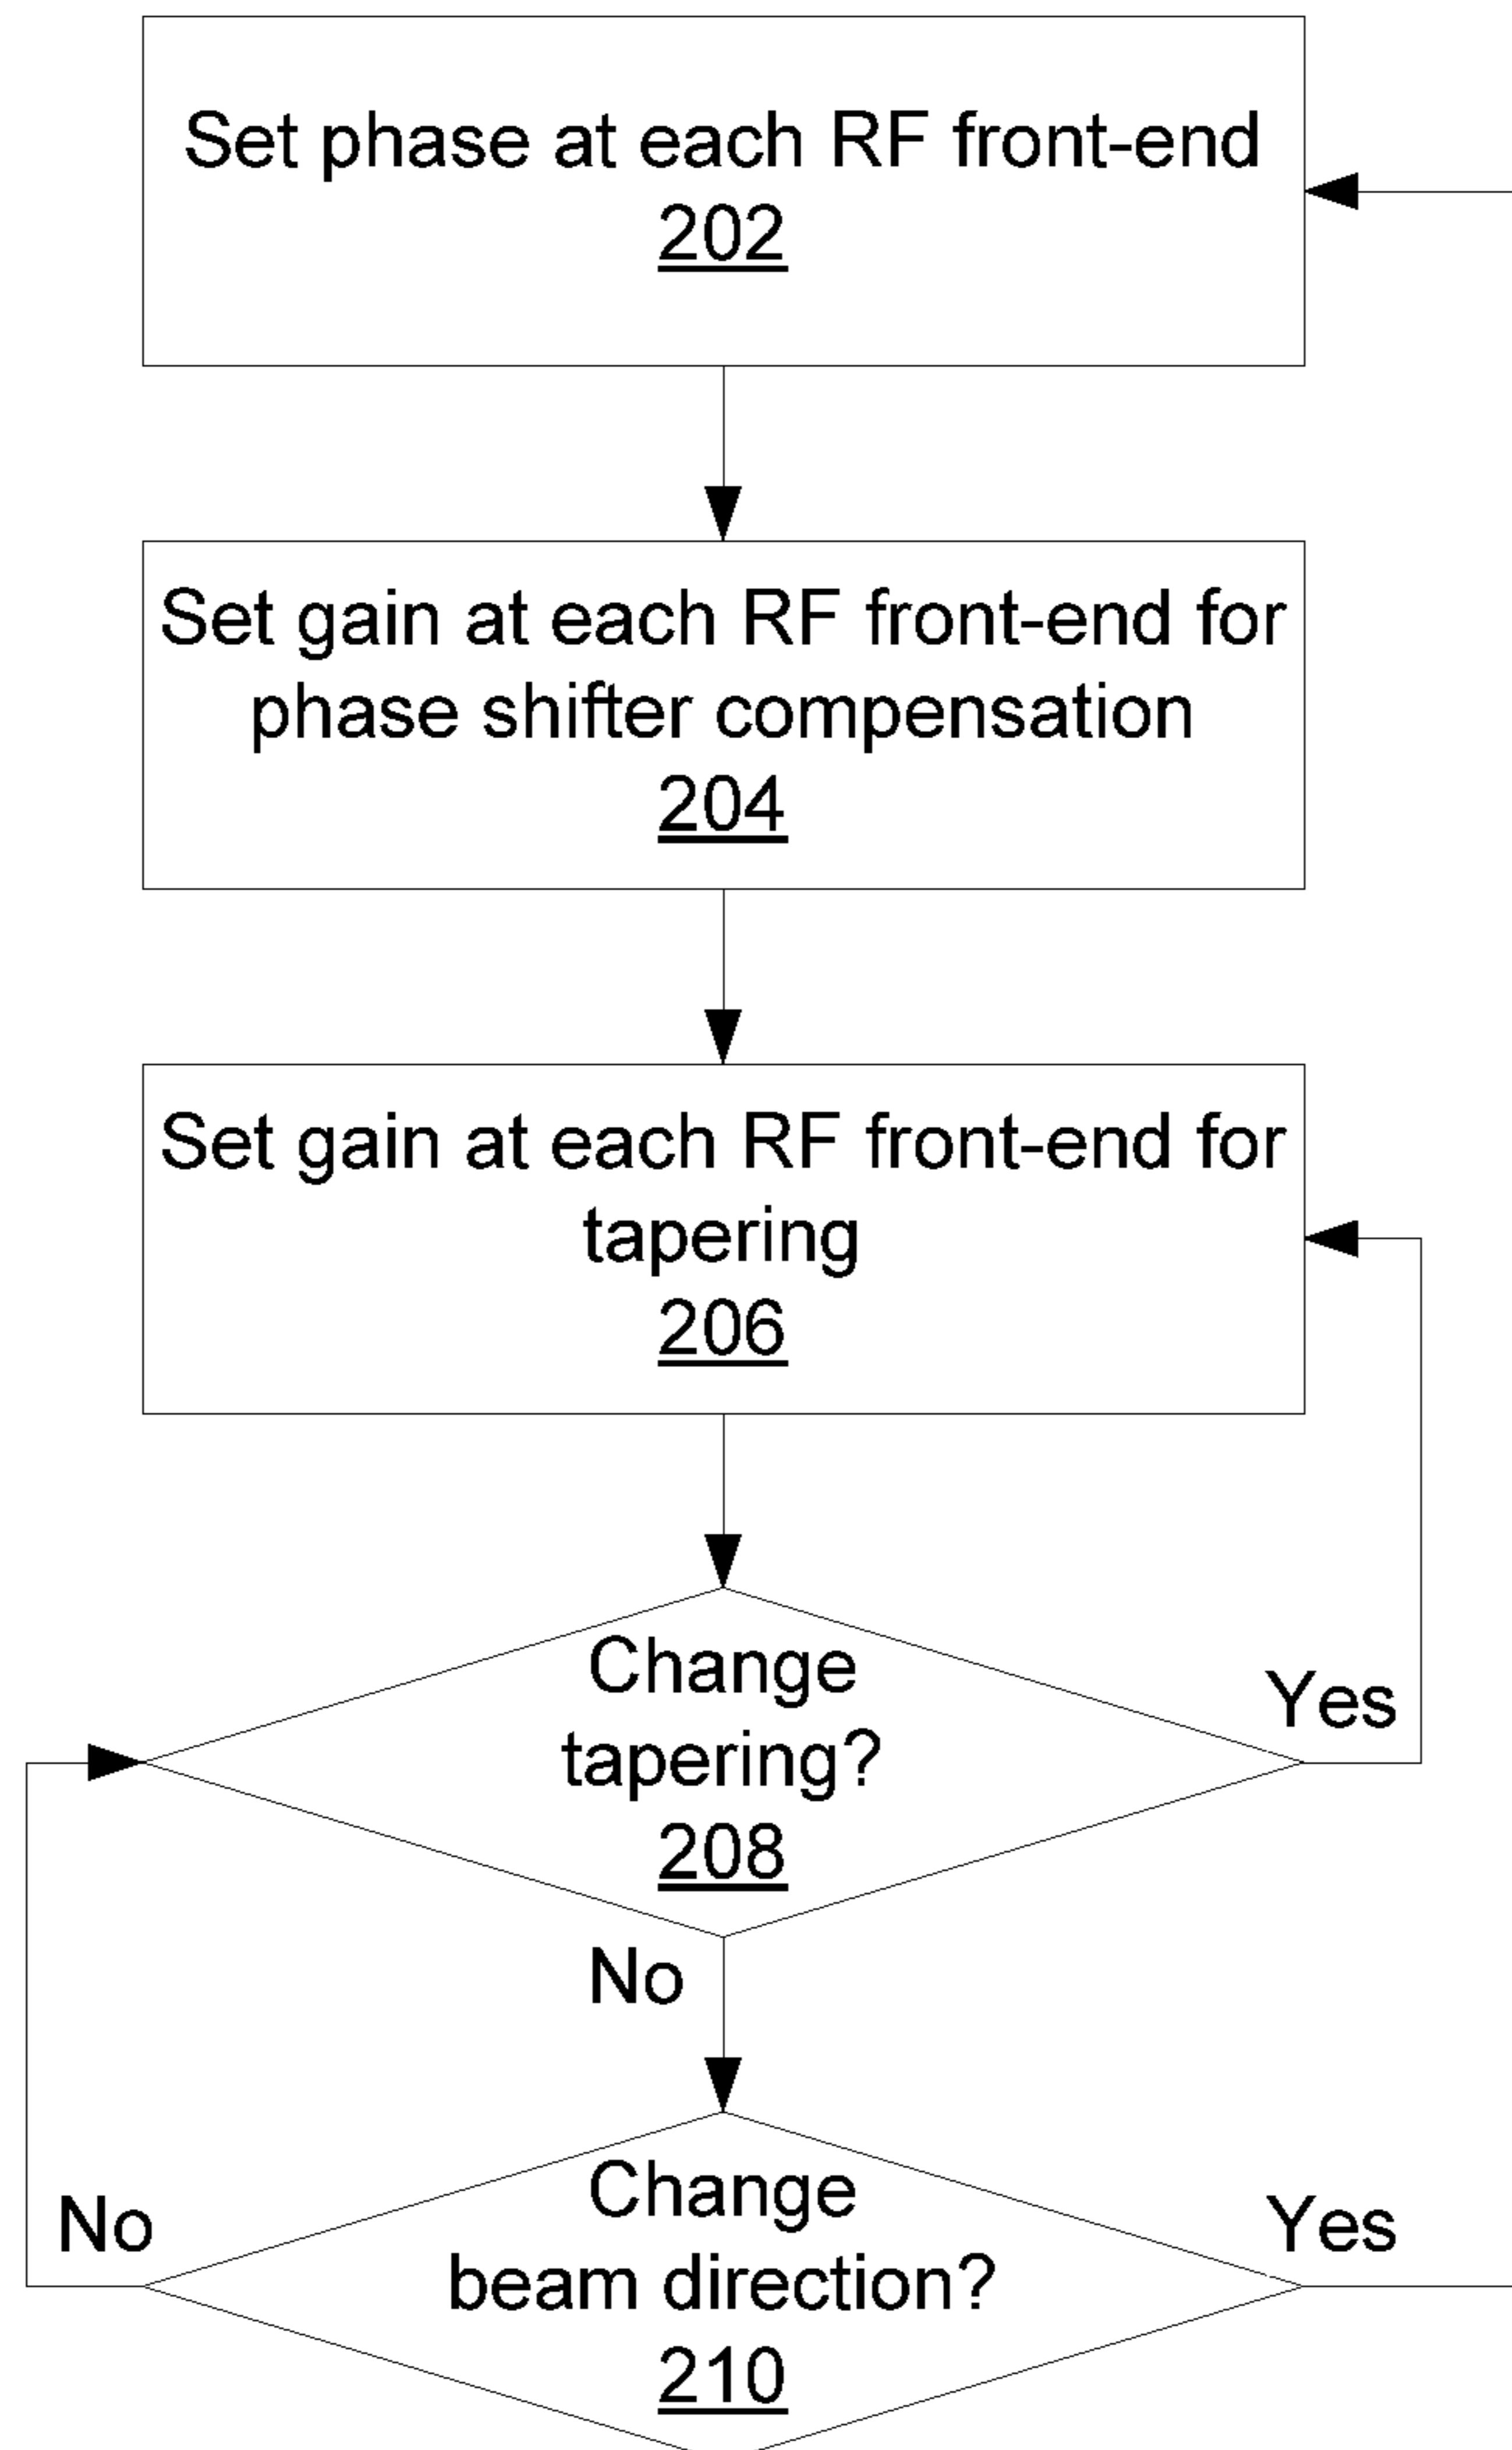 Set phase at each RF front-end
202
Set gain at each RF front-end for
phase shifter compensation
204
Set gain at each RF front-end for
tapering
206
Change
tapering?
208
Yes
No
Change
beam direction?
210
No
Yes